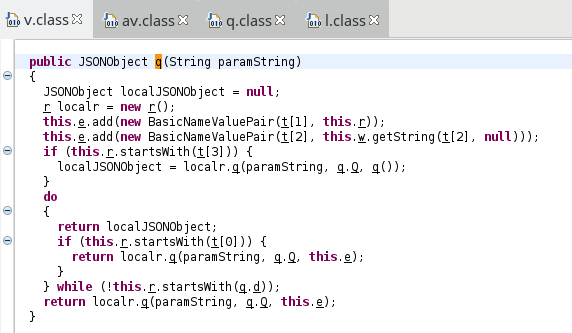 v.class av.class q.class l.class
public JSONObject q(String paramString)
{
JSONObject localJSONObject = null;
r localr = new r();
this.e.add(new BasicNameValuePair(t[1], this.r));
this.e.add(new BasicNameValuePair(t[2], this.w.getString(t[2], null)));
if (this.r.startsWith(t[3])) {
localJSONObject = localr.q(paramString, q.Q, q());
}
do
{
return localJSONObject;
if (this.r.startsWith(t[0])) {
return localr.q(paramString, q.Q, this.e);
}
} while (!this.r.startsWith(q.d));
return localr.q(paramString, q.Q, this.e);
}